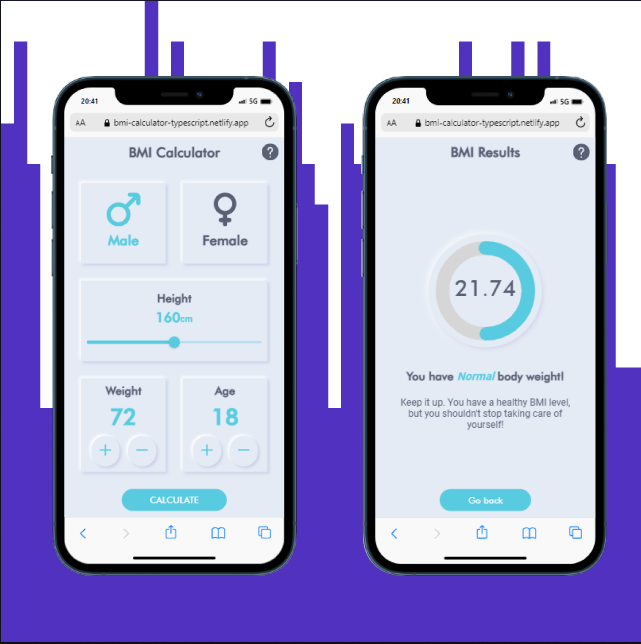 20:41
5G
AA bmi-calculator-typescript.netlify.app
BMI Calculator
?
Male
Female
Height
160cm
Weight
72
+ −
Age
18
+ −
CALCULATE
20:41
5G
AA bmi-calculator-typescript.netlify.app
BMI Results
?
21.74
You have Normal body weight!
Keep it up. You have a healthy BMI level,
but you shouldn't stop taking care of
yourself!
Go back